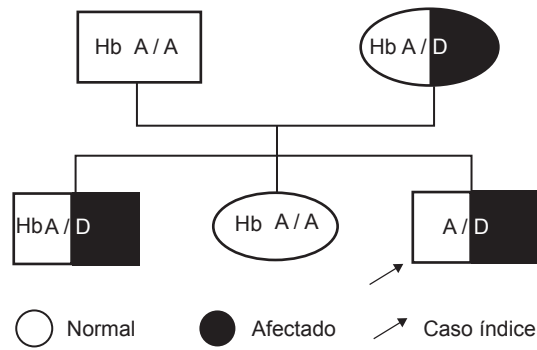 Hb A / A
Hb A / D
HbA / D
Hb A / A
A / D
Normal
Afectado
Caso índice